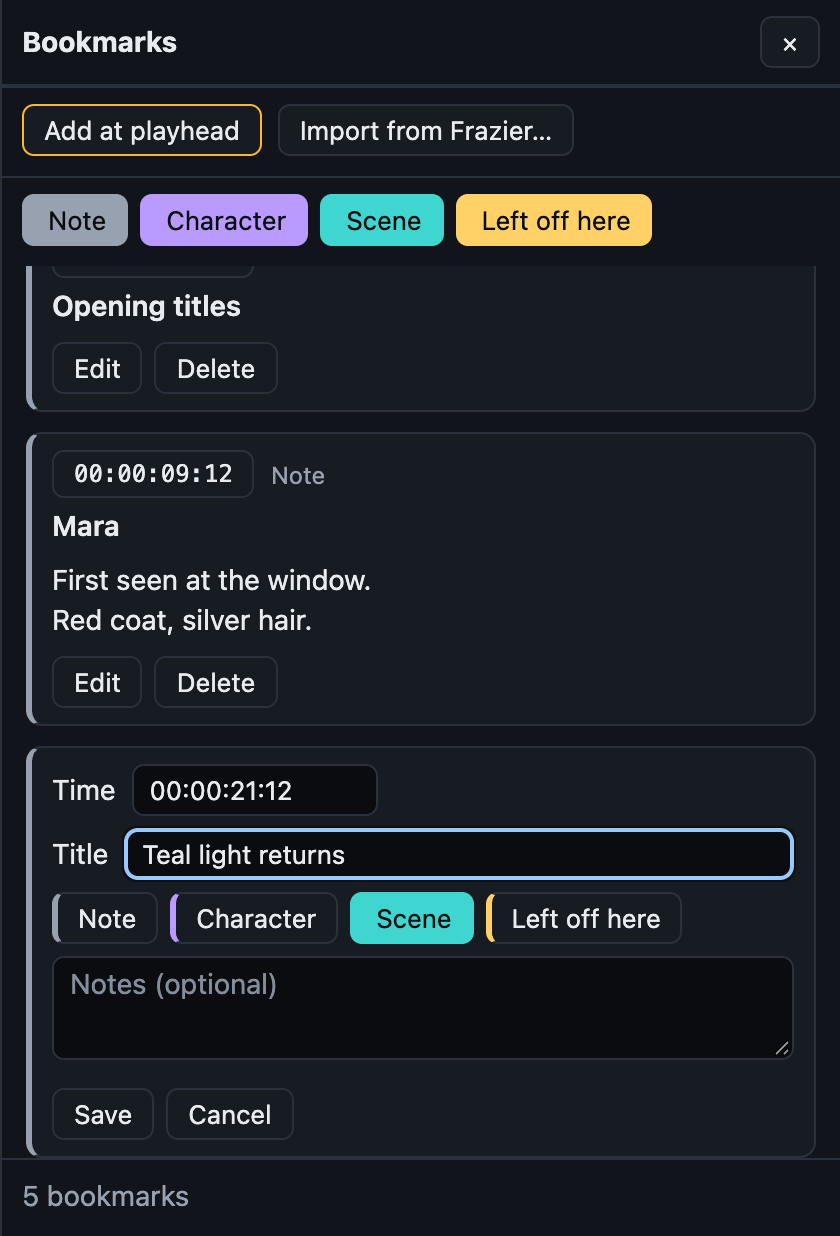 Bookmarks
×
Add at playhead Import from Frazier...
Note Character Scene Left off here
Opening titles
Edit Delete
00:00:09:12 Note
Mara
First seen at the window.
Red coat, silver hair.
Edit Delete
Time 00:00:21:12
Title Teal light returns
Note Character Scene Left off here
Notes (optional)
Save Cancel
5 bookmarks